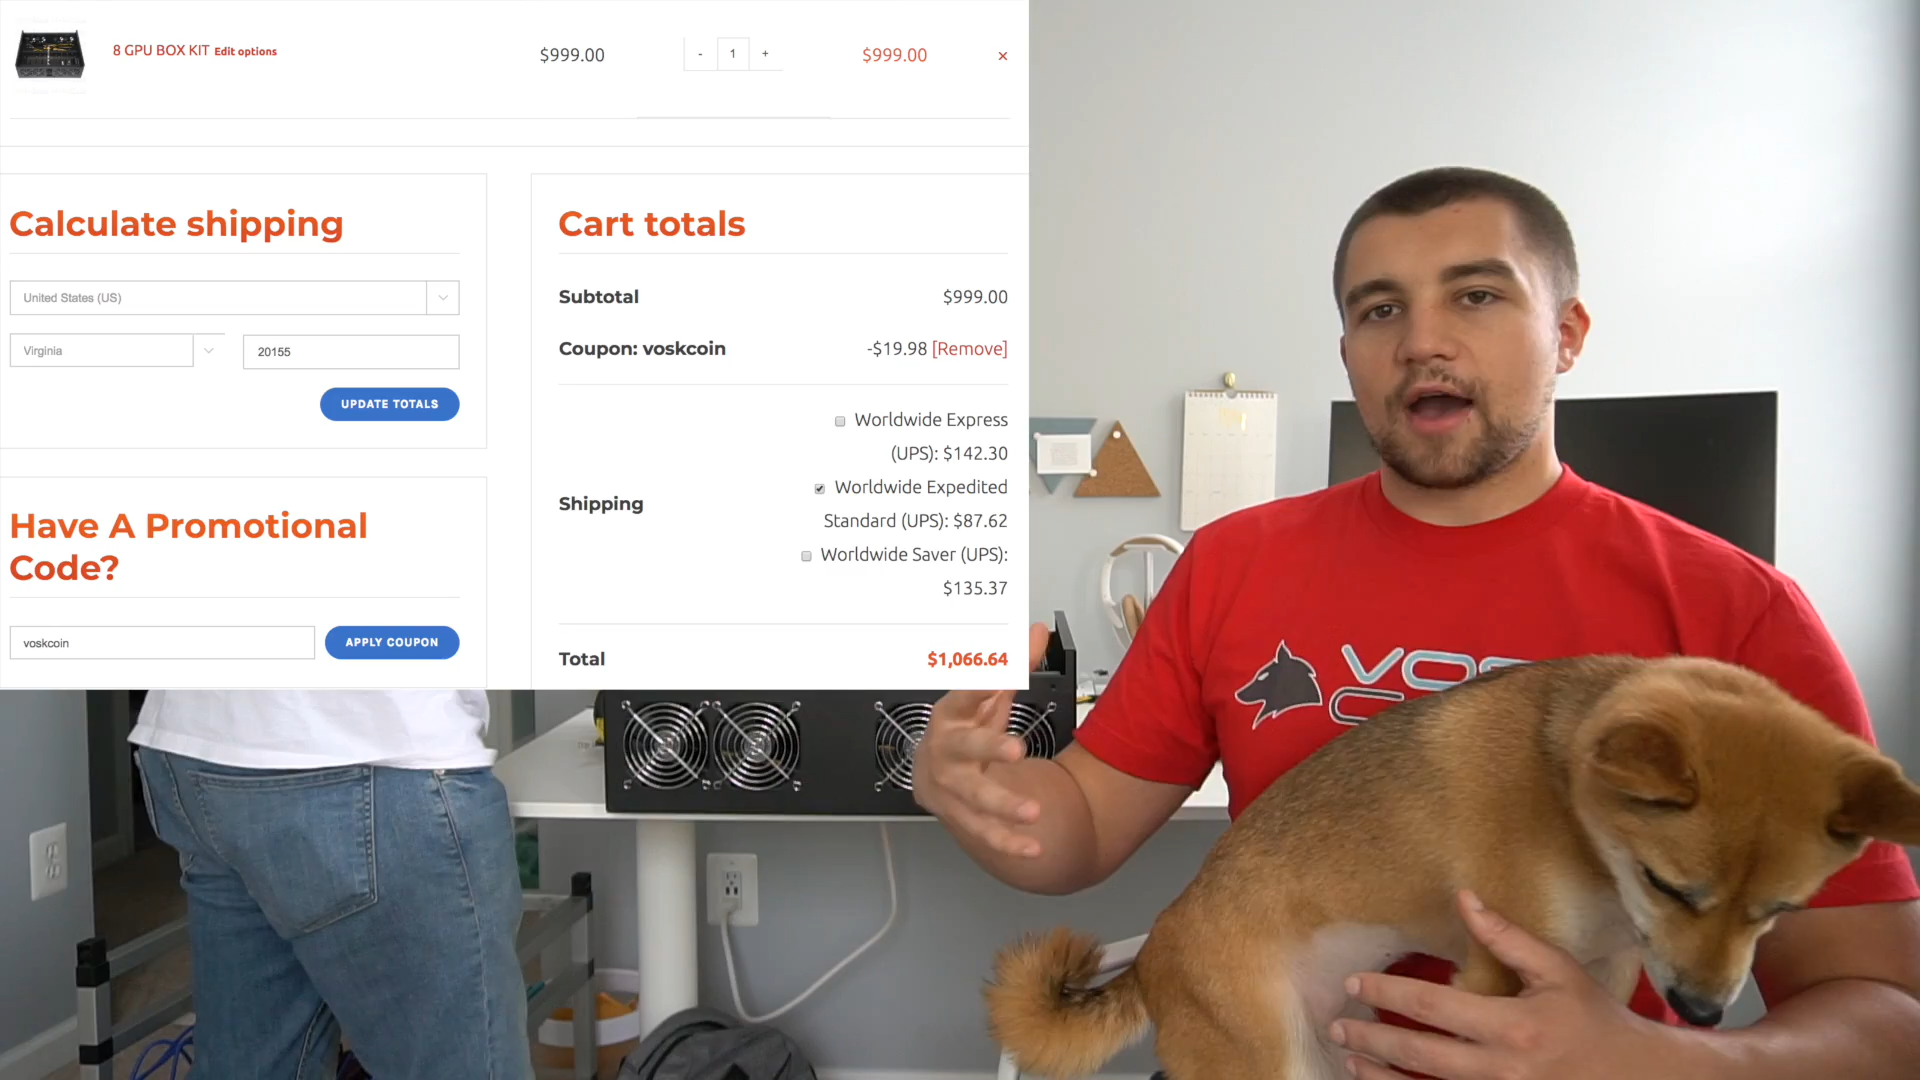 8 GPU BOX KIT Edit options
$999.00
- 1 +
$999.00
×
Calculate shipping
United States (US)
Virginia
20155
UPDATE TOTALS
Have A Promotional
Code?
voskcoin
APPLY COUPON
Cart totals
Subtotal $999.00
Coupon: voskcoin -$19.98 [Remove]
Shipping
Worldwide Express
(UPS): $142.30
Worldwide Expedited
Standard (UPS): $87.62
Worldwide Saver (UPS):
$135.37
Total $1,066.64